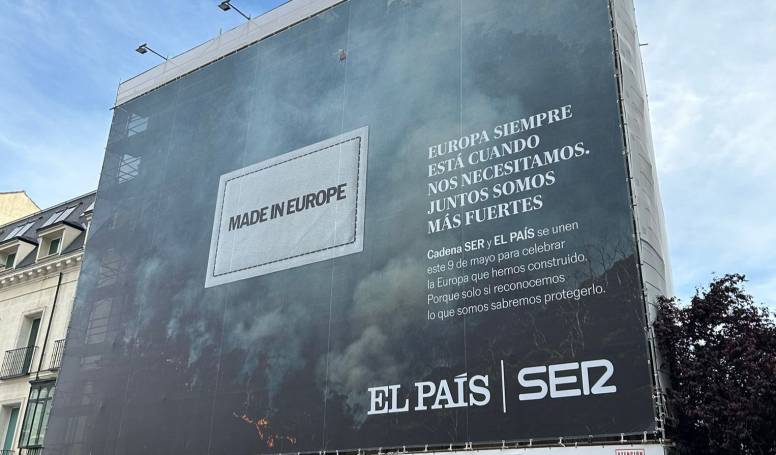 EUROPA SIEMPRE
ESTÁ CUANDO
NOS NECESITAMOS.
JUNTOS SOMOS
MÁS FUERTES
MADE IN EUROPE
Cadena SER y EL PAÍS se unen
este 9 de mayo para celebrar
la Europa que hemos construido.
Porque solo si reconocemos
lo que somos sabremos protegerlo.
EL PAÍS
SER
ATENCIÓN